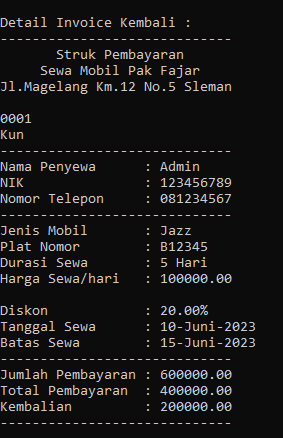 Detail Invoice Kembali :
-----------------------------
Struk Pembayaran
Sewa Mobil Pak Fajar
Jl.Magelang Km.12 No.5 Sleman

0001
Kun
-----------------------------
Nama Penyewa      : Admin
NIK               : 123456789
Nomor Telepon     : 081234567
-----------------------------
Jenis Mobil       : Jazz
Plat Nomor        : B12345
Durasi Sewa       : 5 Hari
Harga Sewa/hari   : 100000.00

Diskon            : 20.00%
Tanggal Sewa      : 10-Juni-2023
Batas Sewa        : 15-Juni-2023
-----------------------------
Jumlah Pembayaran : 600000.00
Total Pembayaran  : 400000.00
Kembalian         : 200000.00
-----------------------------